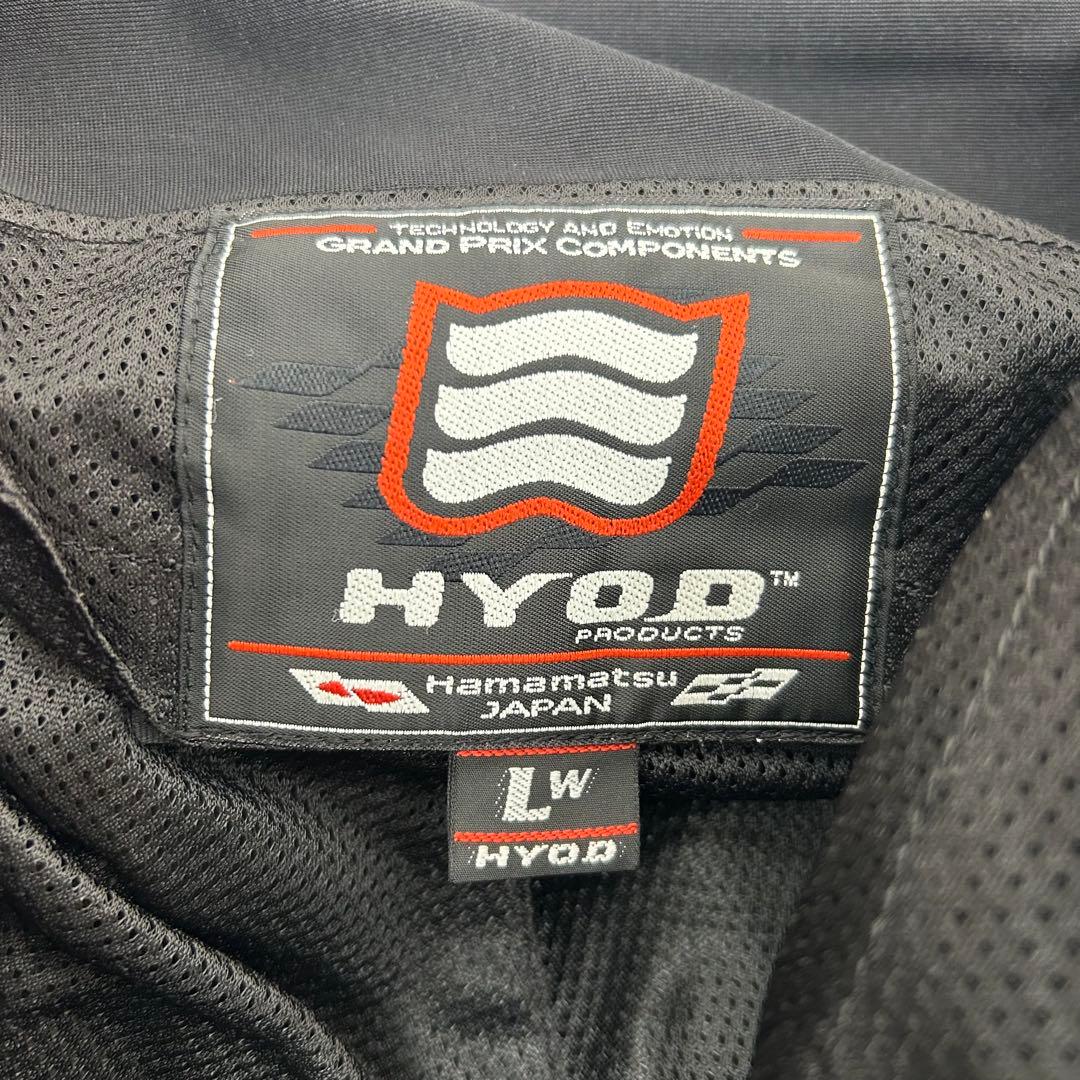 TECHNOLOGY AND EMOTION
GRAND PRIX COMPONENTS
HYOD™
PRODUCTS
Hamamatsu
JAPAN
LW
HYOD